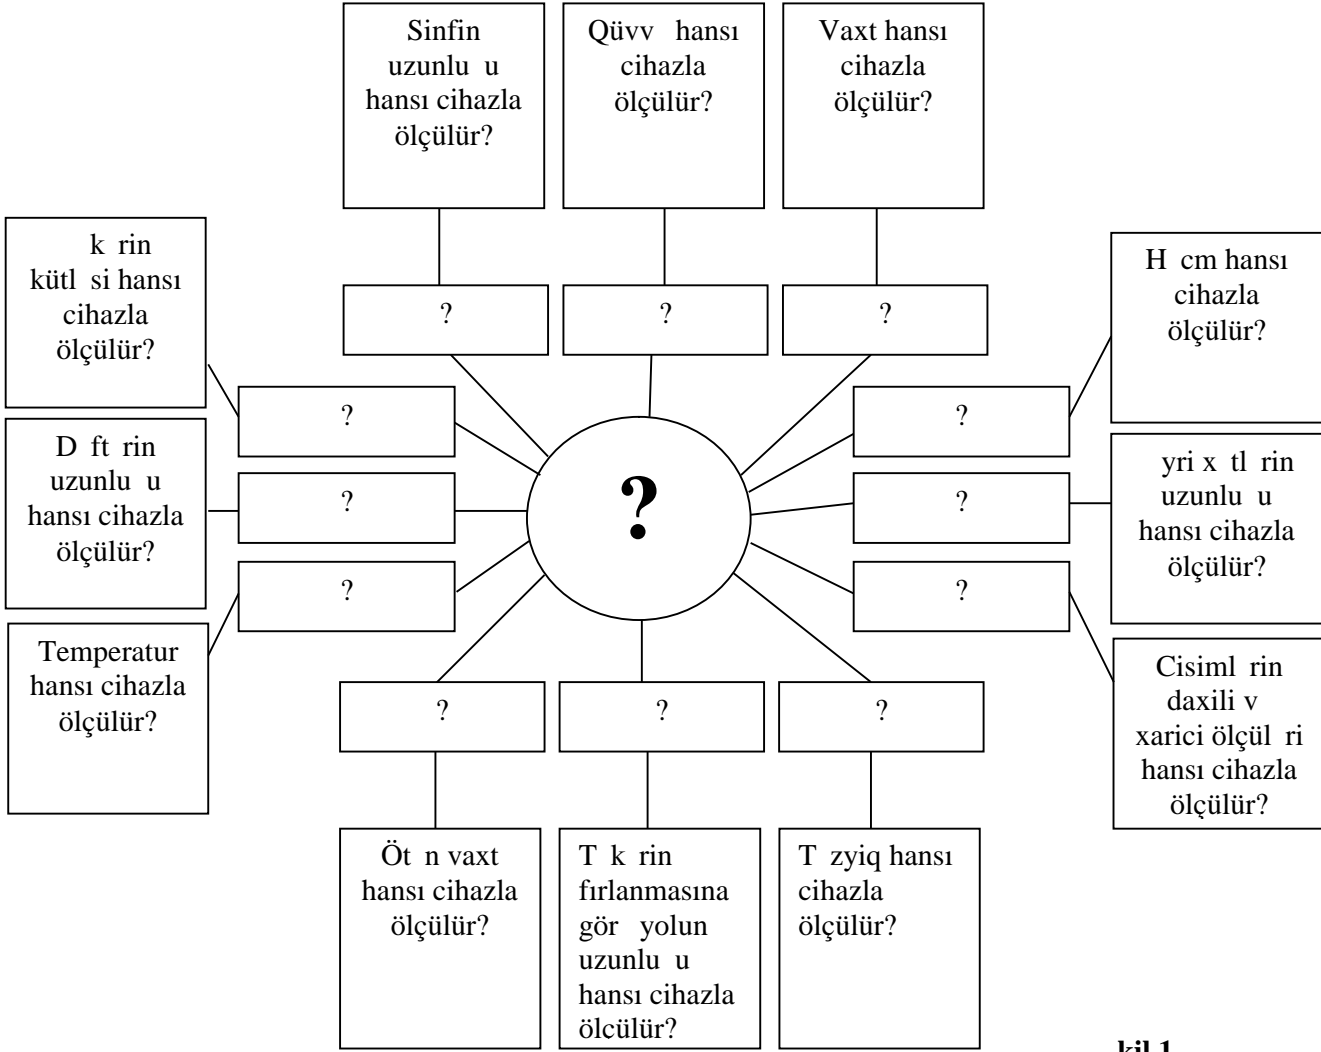 Sinfin
uzunlu u
hansı cihazla
ölçülür?
Qüvv hansı
cihazla
ölçülür?
Vaxt hansı
cihazla
ölçülür?
k rin
kütl si hansı
cihazla
ölçülür?
H cm hansı
cihazla
ölçülür?
?
?
?
?
?
D ft rin
uzunlu u
hansı cihazla
ölçülür?
?
?
?
yri x tl rin
uzunlu u
hansı cihazla
ölçülür?
?
?
Temperatur
hansı cihazla
ölçülür?
Cisiml rin
daxili v
xarici ölçül ri
hansı cihazla
ölçülür?
?
?
?
Öt n vaxt
hansı cihazla
ölçülür?
T k rin
fırlanmasına
gör yolun
uzunlu u
hansı cihazla
ölcülür?
T zyiq hansı
cihazla
ölçülür?
kil 1